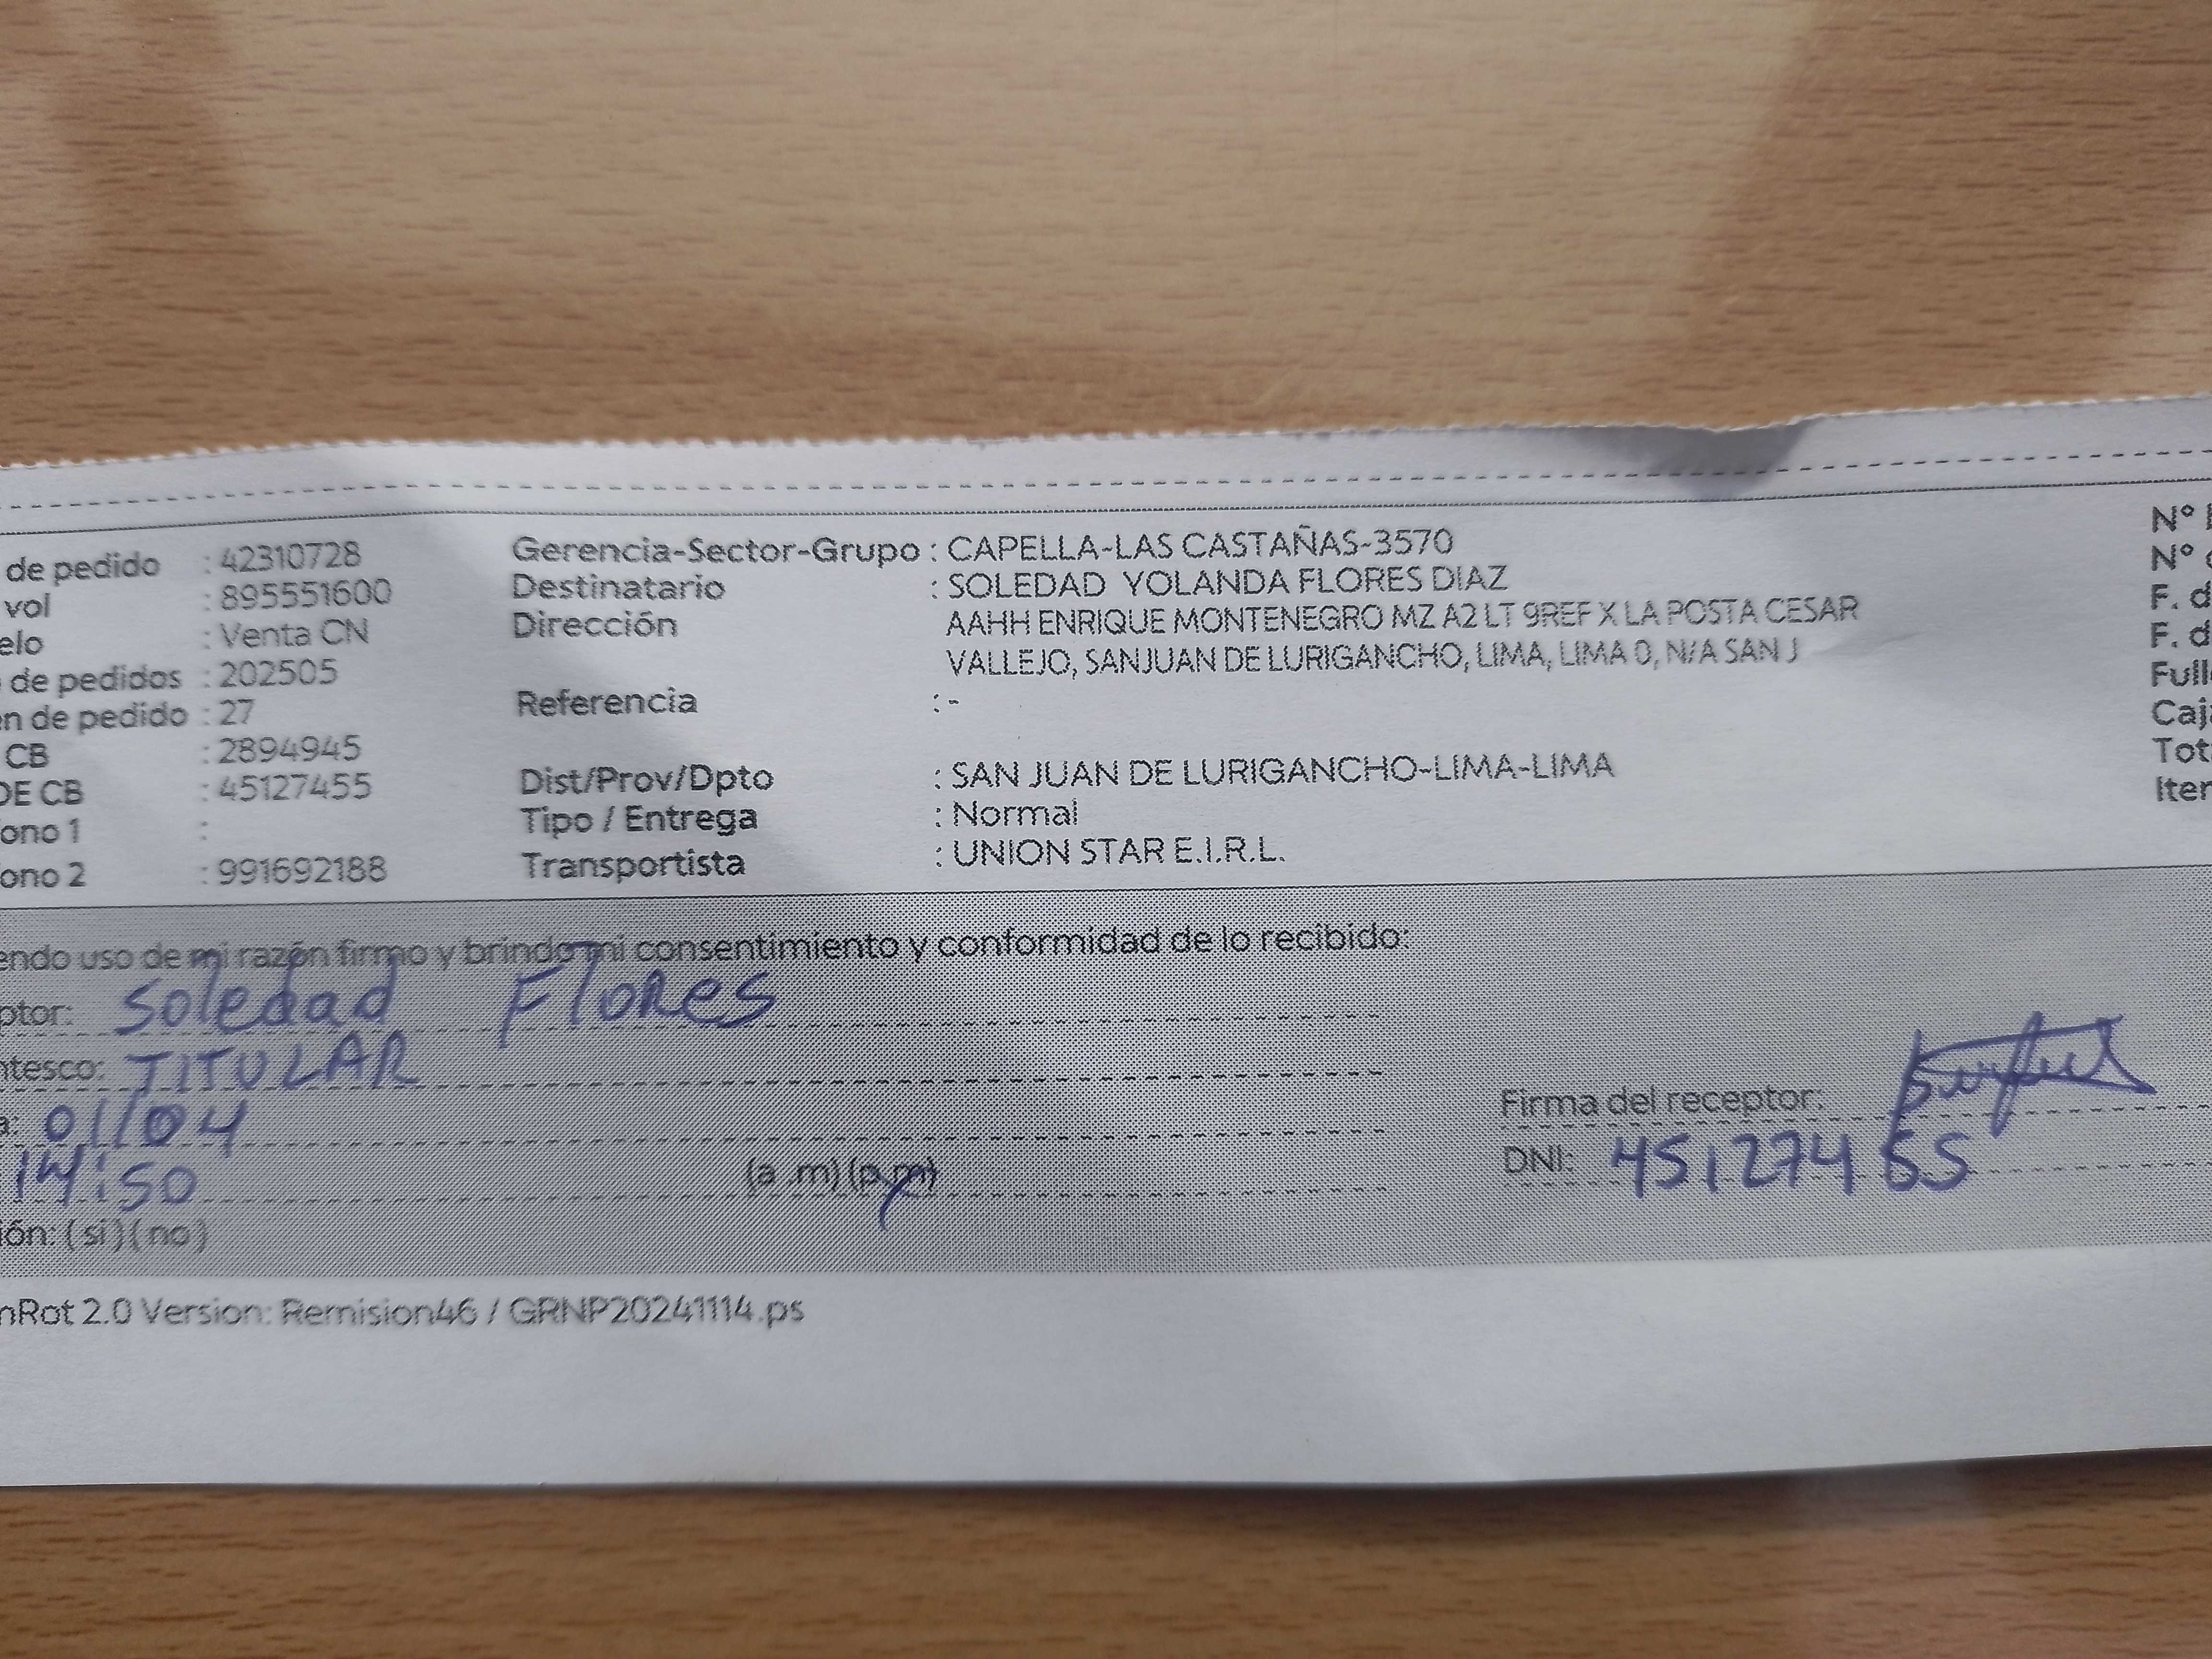 de pedido : 42310728 Gerencia-Sector-Grupo : CAPELLA-LAS CASTAÑAS-3570 N°
vol : 895551600 Destinatario : SOLEDAD YOLANDA FLORES DIAZ N°
elo : Venta CN Dirección AAHH ENRIQUE MONTENEGRO MZ A2 LT 9REF X LA POSTA CESAR F. d
de pedidos : 202505 VALLEJO, SANJUAN DE LURIGANCHO, LIMA, LIMA 0, N/A SAN J F. d
n de pedido : 27 Referencia : - Full
CB : 2894945 Caj
DE CB : 45127455 Dist/Prov/Dpto : SAN JUAN DE LURIGANCHO-LIMA-LIMA Tot
ono 1 : Tipo / Entrega : Normal Iter
ono 2 : 991692188 Transportista : UNION STAR E.I.R.L.
endo uso de mi razón firmo y brindo mi consentimiento y conformidad de lo recibido:
ptor: Soledad Flores
ntesco: TITULAR
a: 01/04 Firma del receptor:
14:50 (a .m) (p.m) DNI: 45127455
ión: ( si ) ( no )
nRot 2.0 Version: Remision46 / GRNP20241114.ps